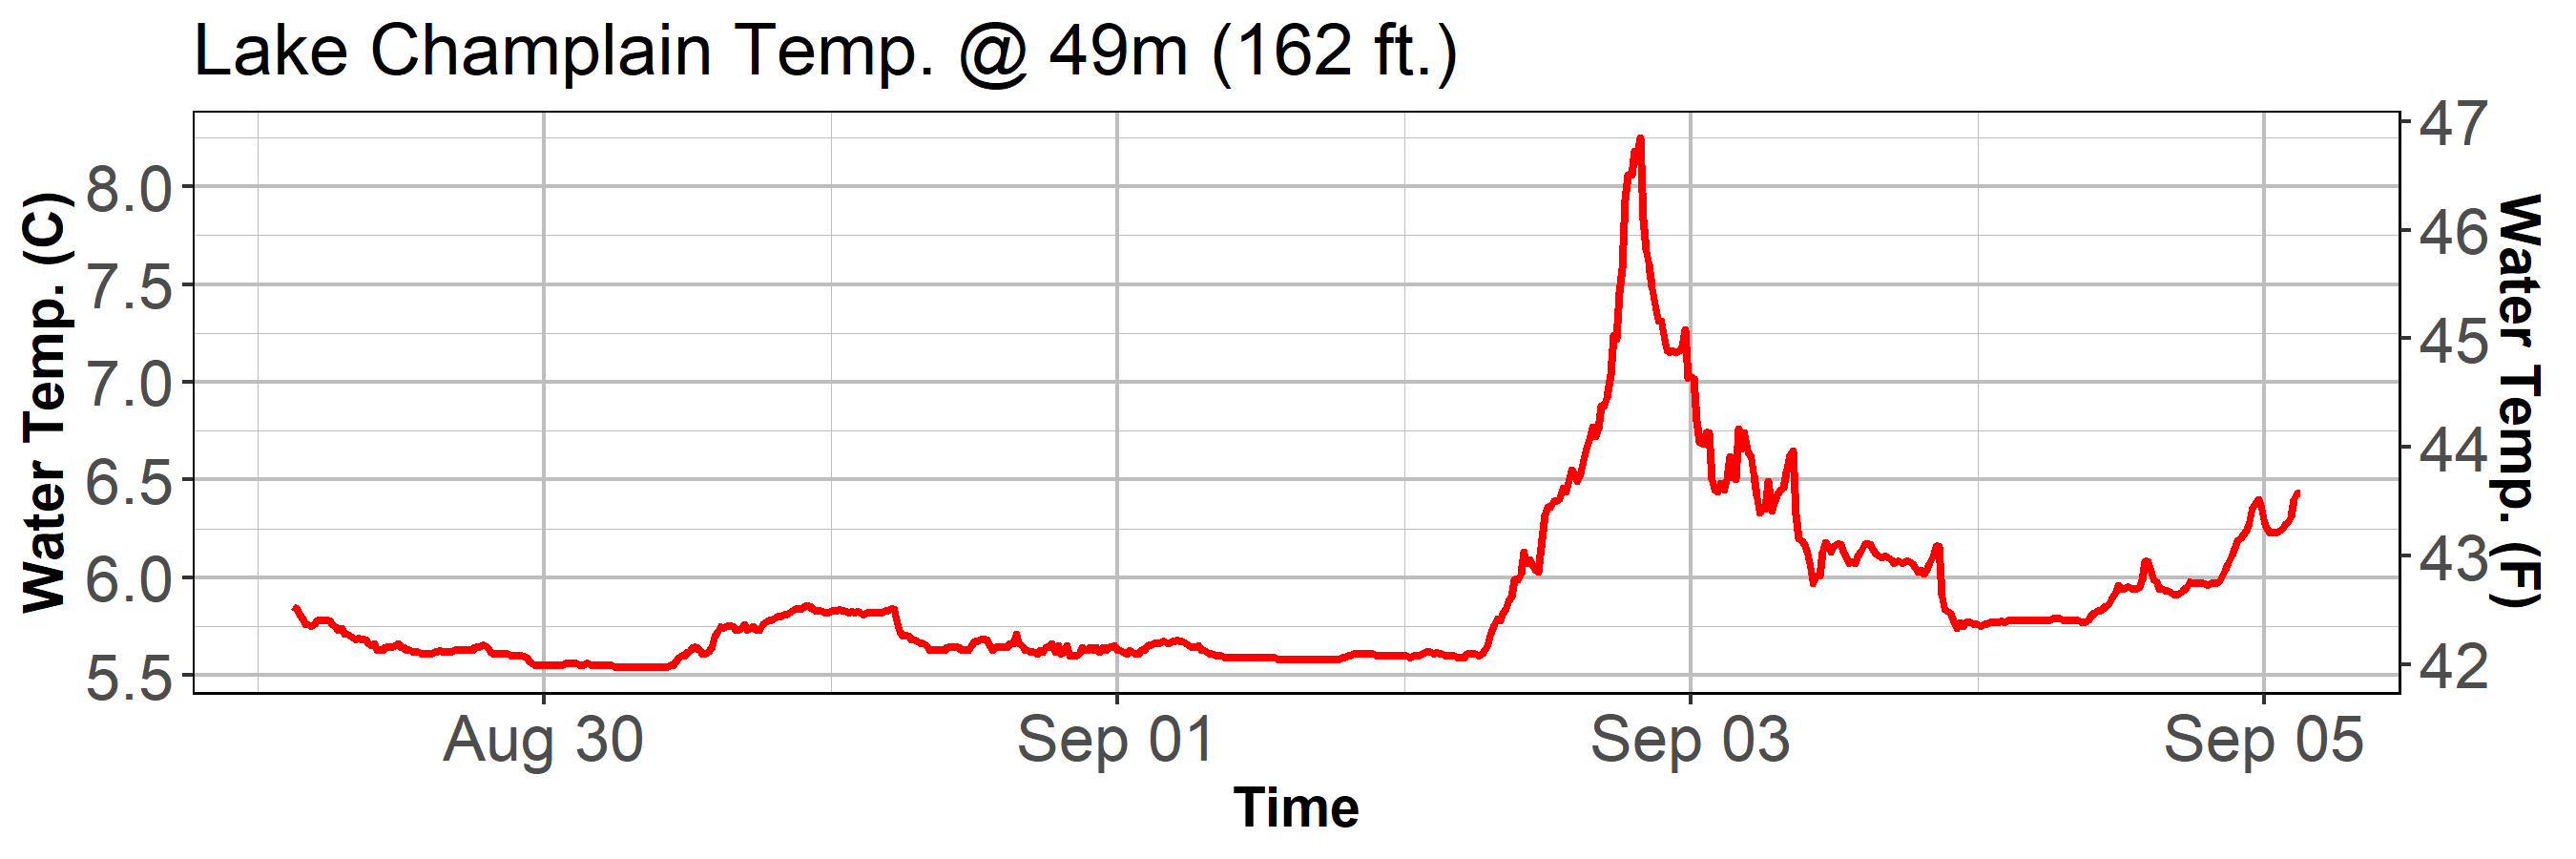 Lake Champlain Temp. @ 49m (162 ft.)
Water Temp. (C)
8.0
7.5
7.0
6.5
6.0
5.5
47
46
45
44
43
42
Water Temp. (F)
Aug 30 Sep 01 Sep 03 Sep 05
Time